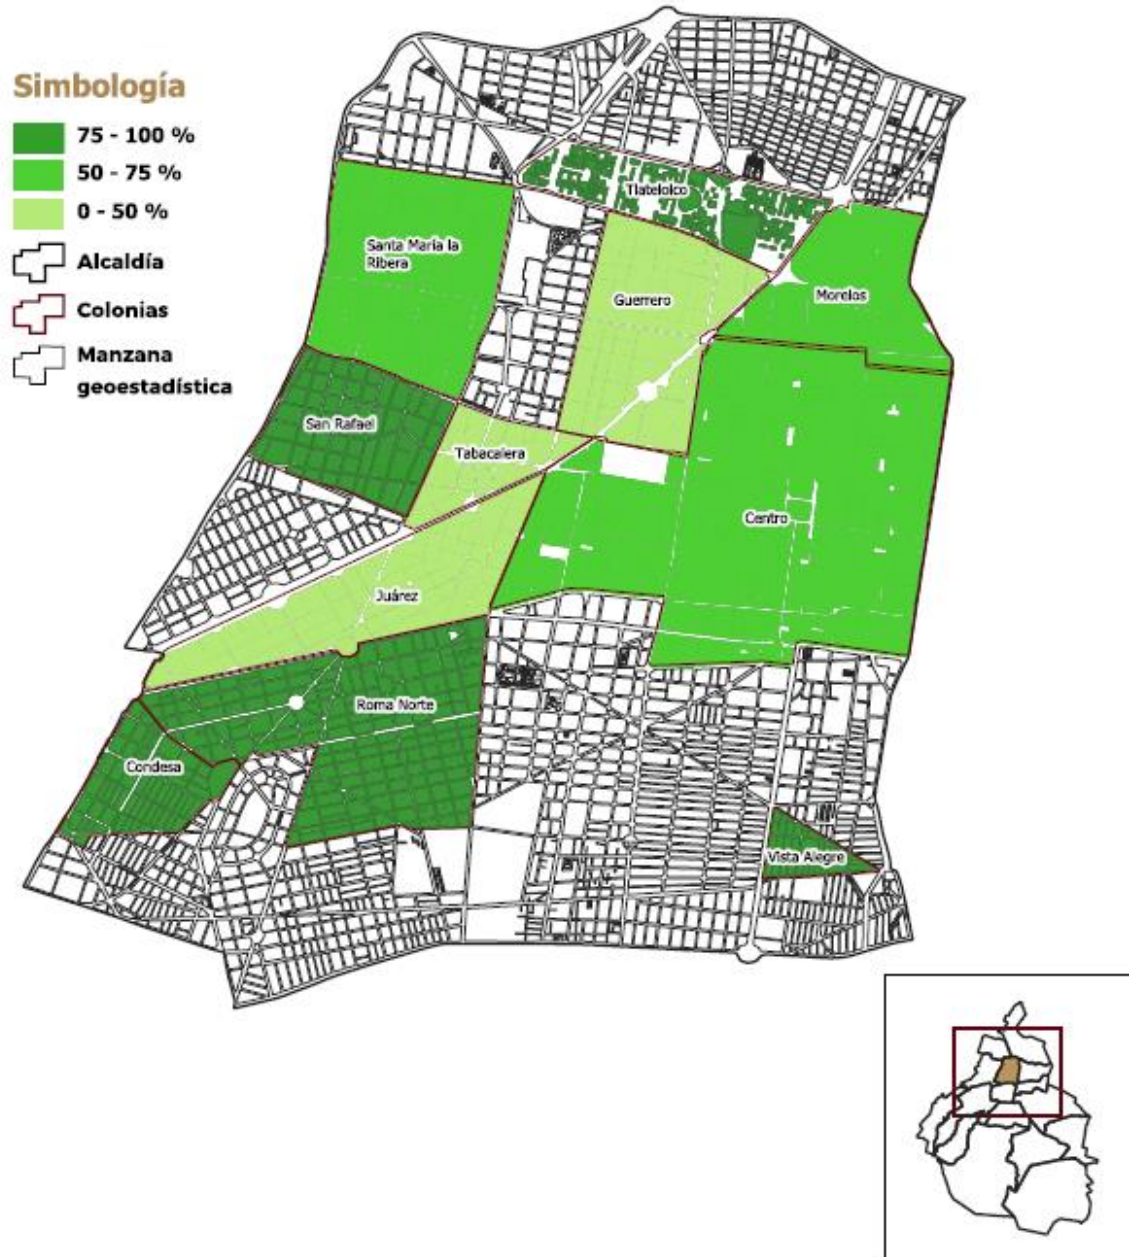 Simbología
75 - 100 %
50 - 75 %
0 - 50 %
Alcaldía
Colonias
Manzana
geoestadística
Tlatelolco
Santa María la
Ribera
Guerrero
Morelos
San Rafael
Tabacalera
Centro
Juárez
Roma Norte
Condesa
Vista Alegre